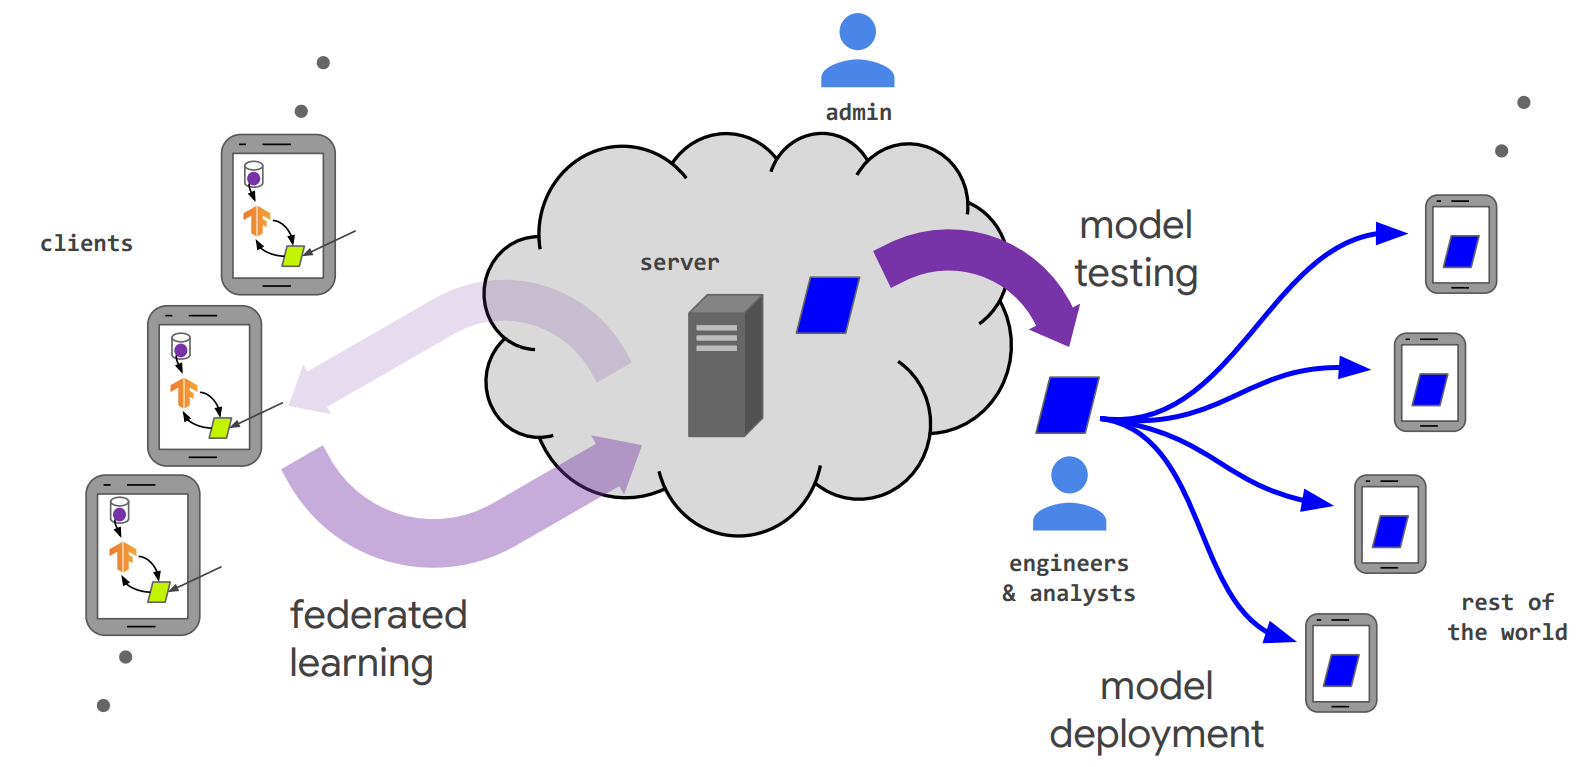 admin
clients
server
model
testing
engineers
& analysts
federated
learning
rest of
the world
model
deployment